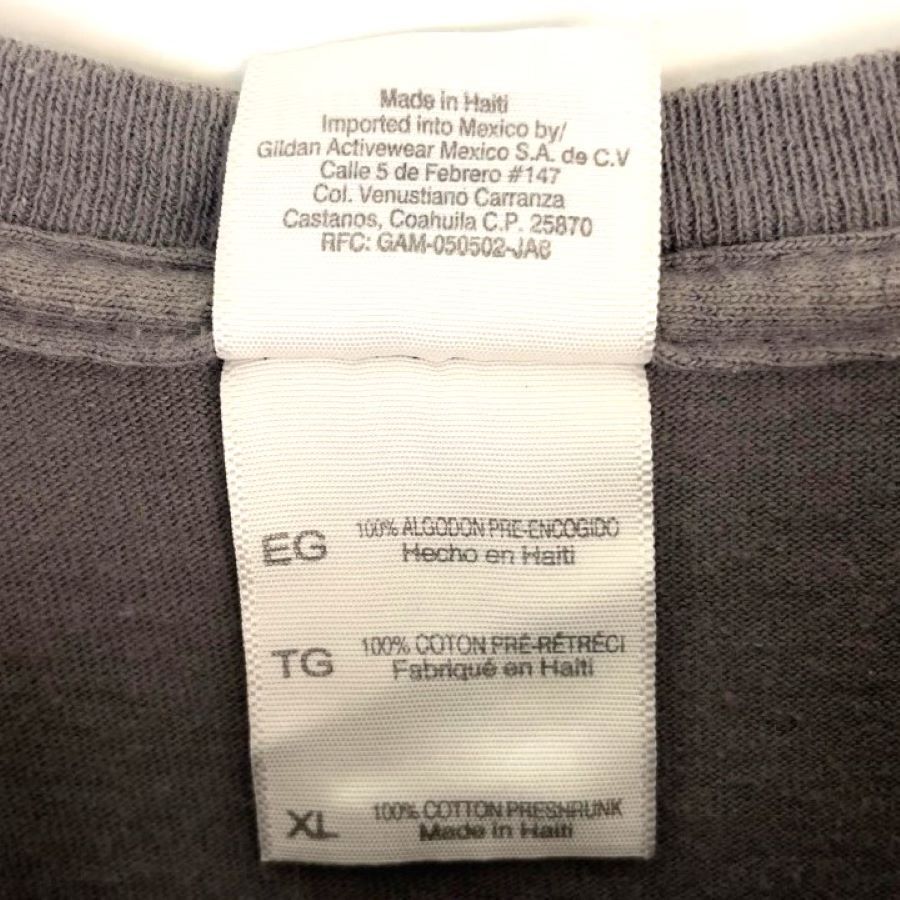 Made in Haiti
Imported into Mexico by/
Gildan Activewear Mexico S.A. de C.V
Calle 5 de Febrero #147
Col. Venustiano Carranza
Castanos, Coahuila C.P. 25870
RFC: GAM-050502-JA6
EG 100% ALGODON PRE-ENCOGIDO
Hecho en Haiti
TG 100% COTON PRÉ-RÉTRÉCI
Fabriqué en Haiti
XL 100% COTTON PRESHRUNK
Made in Haiti